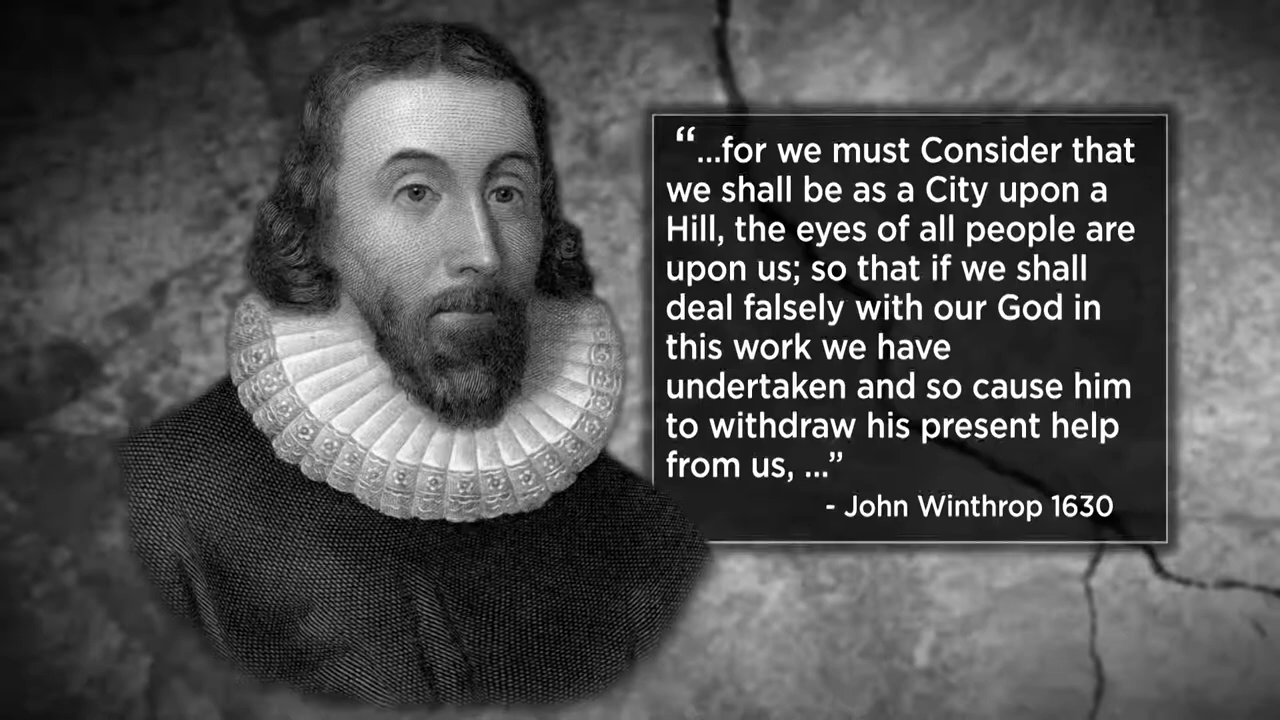 “...for we must Consider that
we shall be as a City upon a
Hill, the eyes of all people are
upon us; so that if we shall
deal falsely with our God in
this work we have
undertaken and so cause him
to withdraw his present help
from us, ...”
- John Winthrop 1630